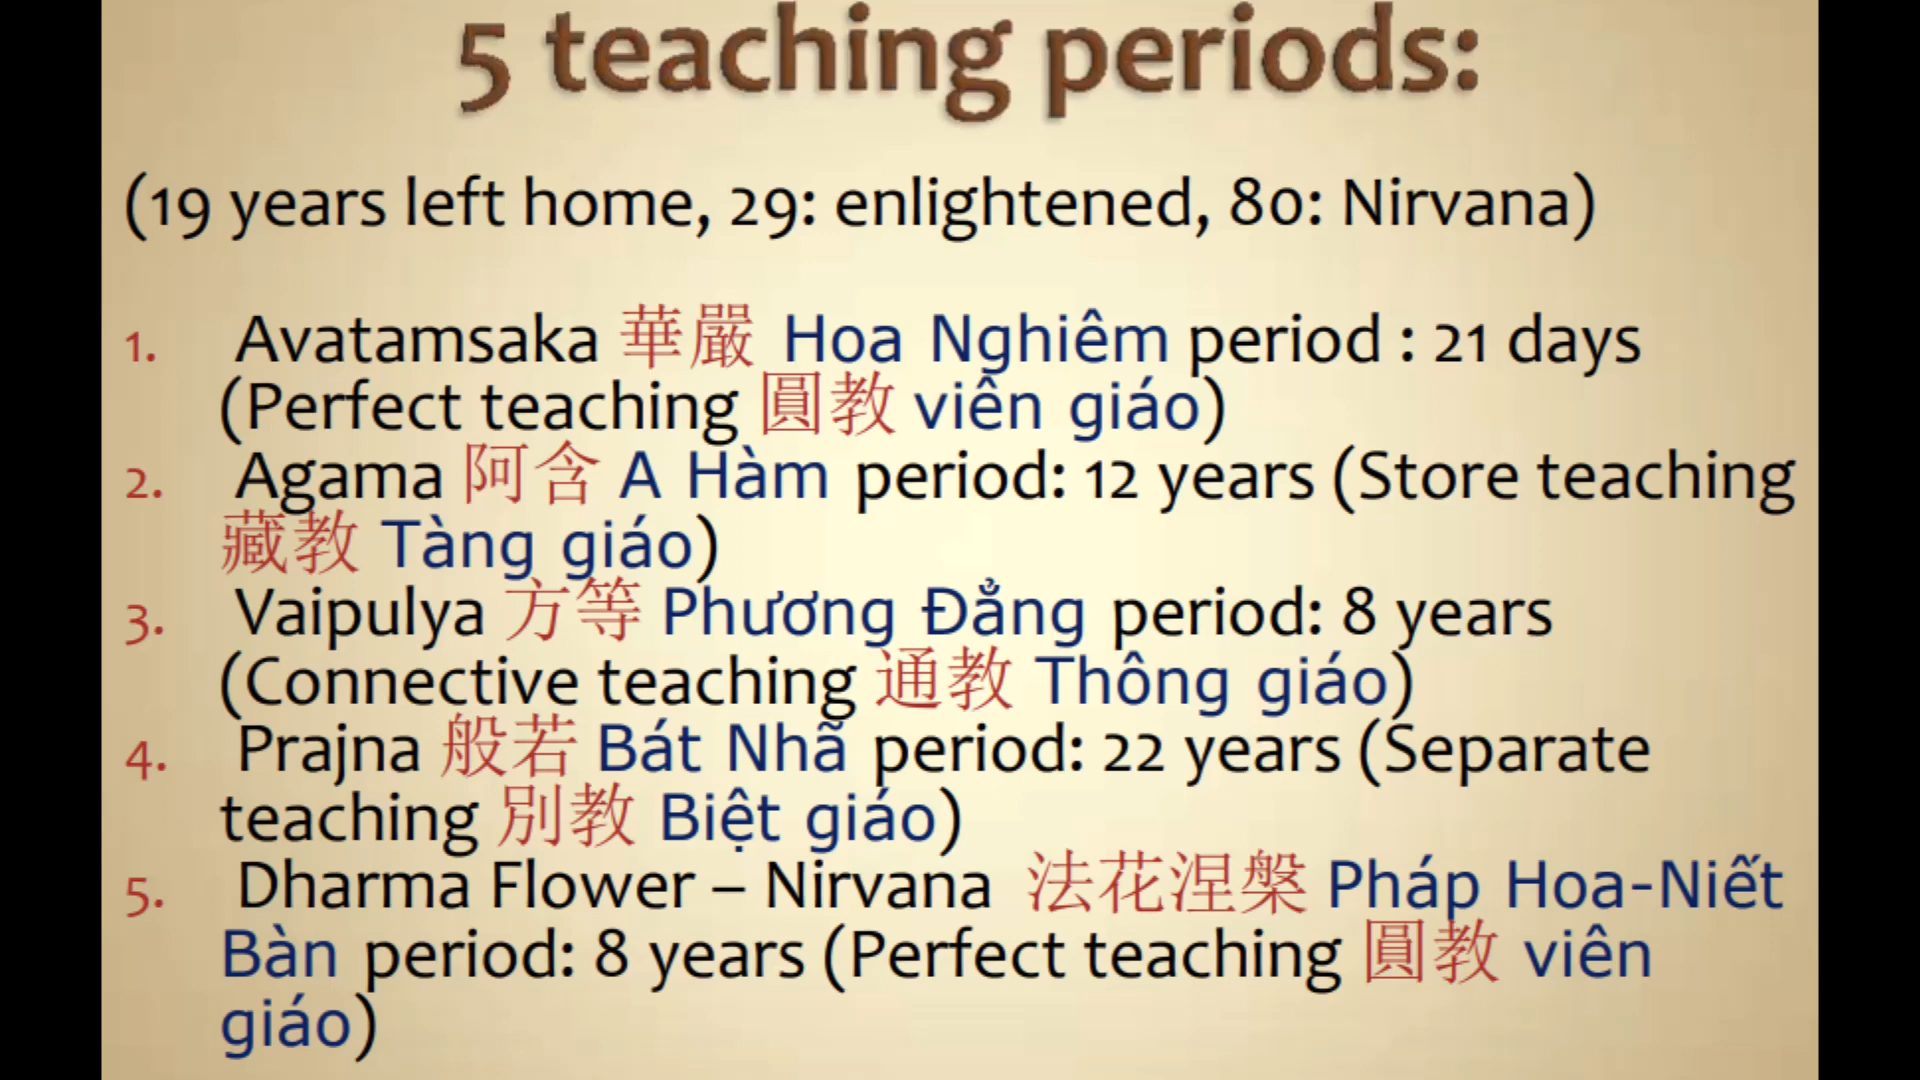 5 teaching periods:
(19 years left home, 29: enlightened, 80: Nirvana)
1. Avatamsaka 華嚴 Hoa Nghiêm period : 21 days
(Perfect teaching 圓教 viên giáo)
2. Agama 阿含 A Hàm period: 12 years (Store teaching
藏教 Tàng giáo)
3. Vaipulya 方等 Phương Đẳng period: 8 years
(Connective teaching 通教 Thông giáo)
4. Prajna 般若 Bát Nhã period: 22 years (Separate
teaching 別教 Biệt giáo)
5. Dharma Flower – Nirvana 法花涅槃 Pháp Hoa-Niết
Bàn period: 8 years (Perfect teaching 圓教 viên
giáo)